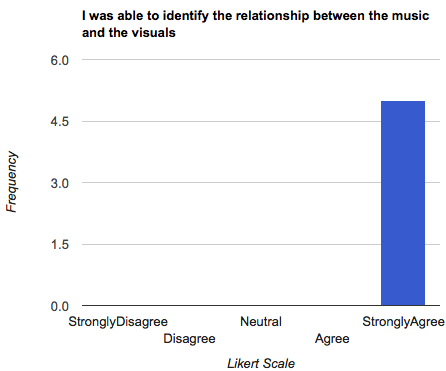 I was able to identify the relationship between the music
and the visuals
6.0
4.5
3.0
1.5
0.0
Frequency
StronglyDisagree
Disagree
Neutral
Agree
StronglyAgree
Likert Scale